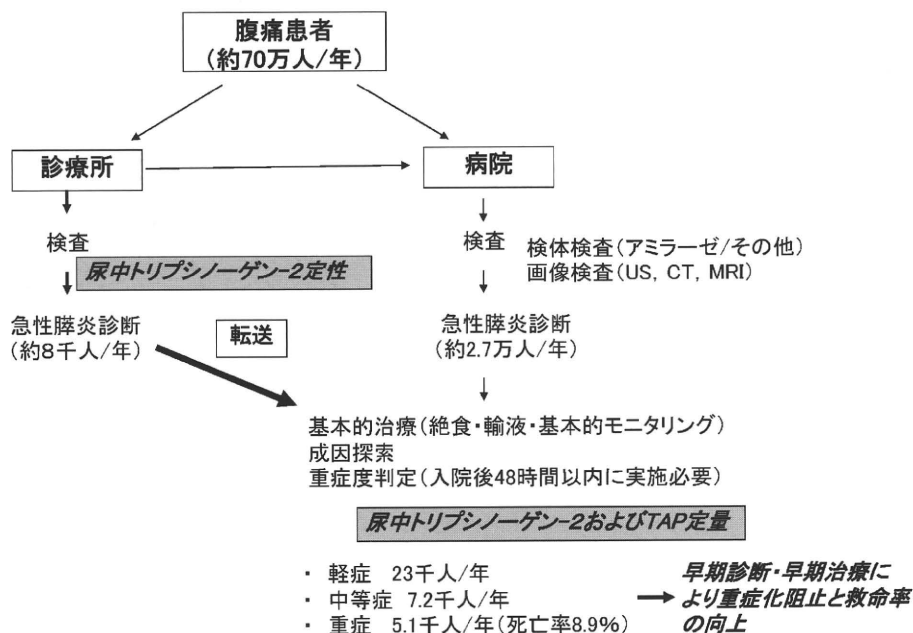 腹痛患者
(約70万人/年)
診療所
病院
検査
検査
検体検査(アミラーゼ/その他)
画像検査(US, CT, MRI)
尿中トリプシノーゲン-2定性
急性膵炎診断
(約8千人/年)
転送
急性膵炎診断
(約2.7万人/年)
基本的治療(絶食・輸液・基本的モニタリング)
成因探索
重症度判定(入院後48時間以内に実施必要)
尿中トリプシノーゲン-2およびTAP定量
・ 軽症 23千人/年
・ 中等症 7.2千人/年
・ 重症 5.1千人/年(死亡率8.9%)
早期診断・早期治療に
より重症化阻止と救命率
の向上